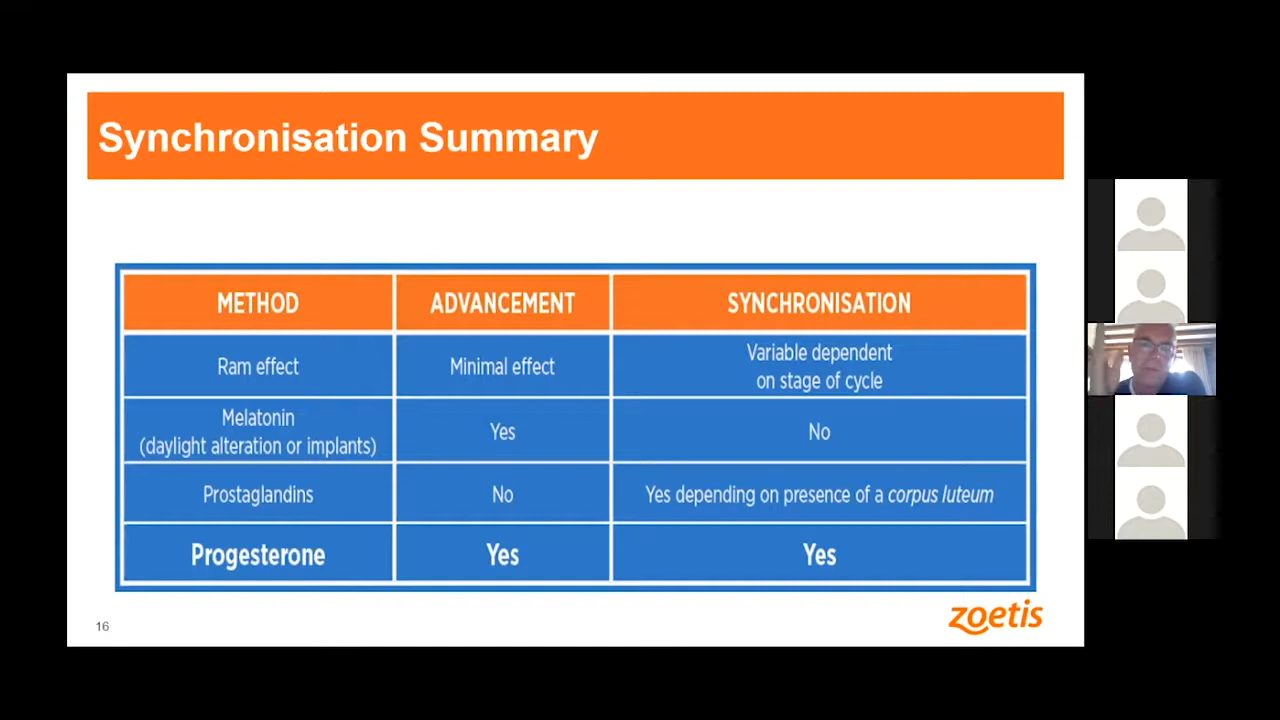 Synchronisation Summary
METHOD ADVANCEMENT SYNCHRONISATION
Ram effect Minimal effect Variable dependent
on stage of cycle
Melatonin
(daylight alteration or implants) Yes No
Prostaglandins No Yes depending on presence of a corpus luteum
Progesterone Yes Yes
16
zoetis